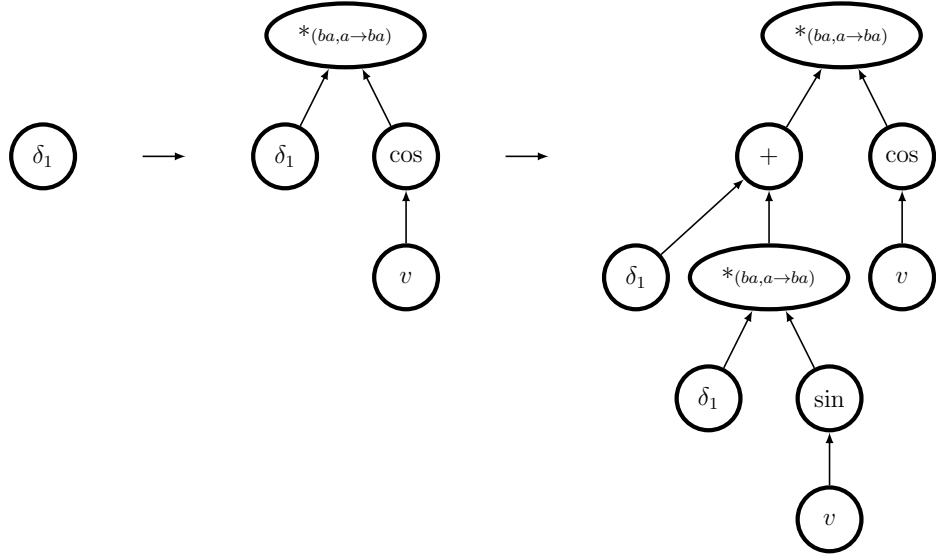 *(ba,a→ba) *(ba,a→ba)
δ₁ δ₁ cos + cos
v δ₁ *(ba,a→ba) v
δ₁ sin
v